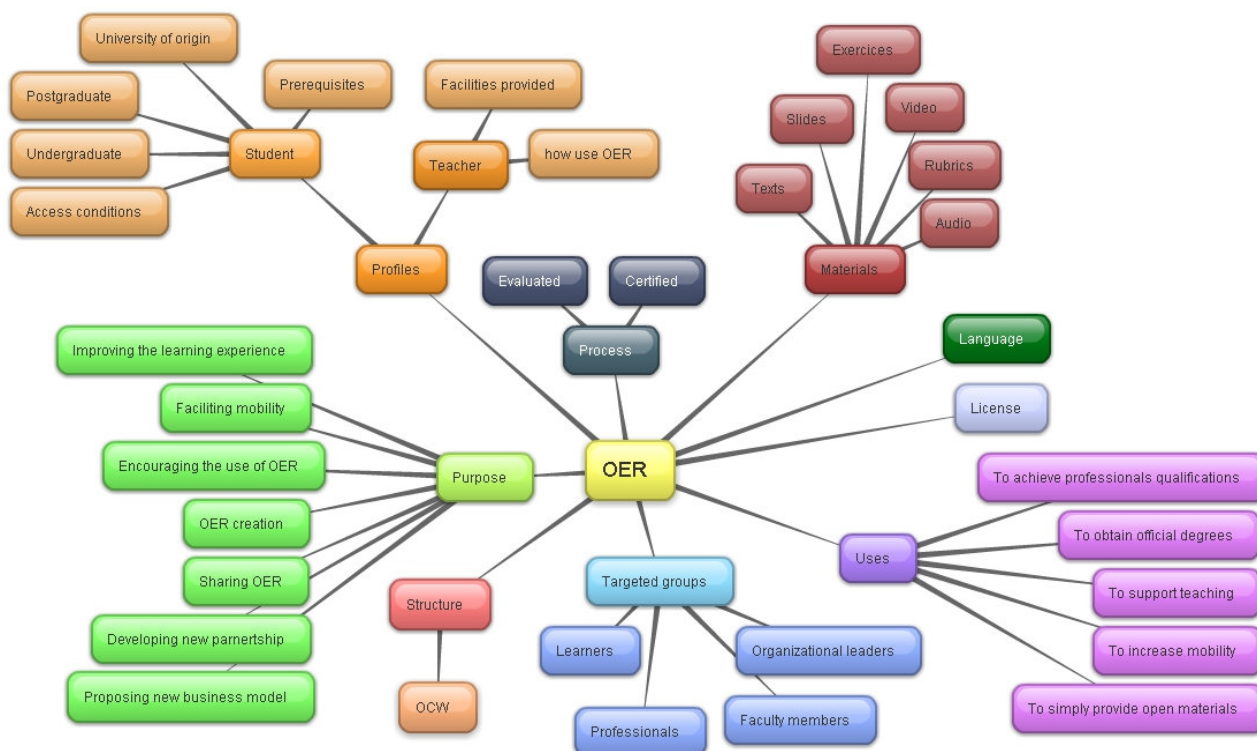 University of origin
Exercices
Prerequisites
Facilities provided
Postgraduate
Slides
Video
Undergraduate
Student
Teacher
how use OER
Texts
Rubrics
Access conditions
Audio
Profiles
Evaluated
Certified
Materials
Process
Language
Improving the learning experience
Faciliting mobility
License
Encouraging the use of OER
Purpose
OER
To achieve professionals qualifications
OER creation
To obtain official degrees
Uses
Sharing OER
Targeted groups
To support teaching
Structure
Developing new parnertship
Learners
Organizational leaders
To increase mobility
Proposing new business model
OCW
Professionals
Faculty members
To simply provide open materials